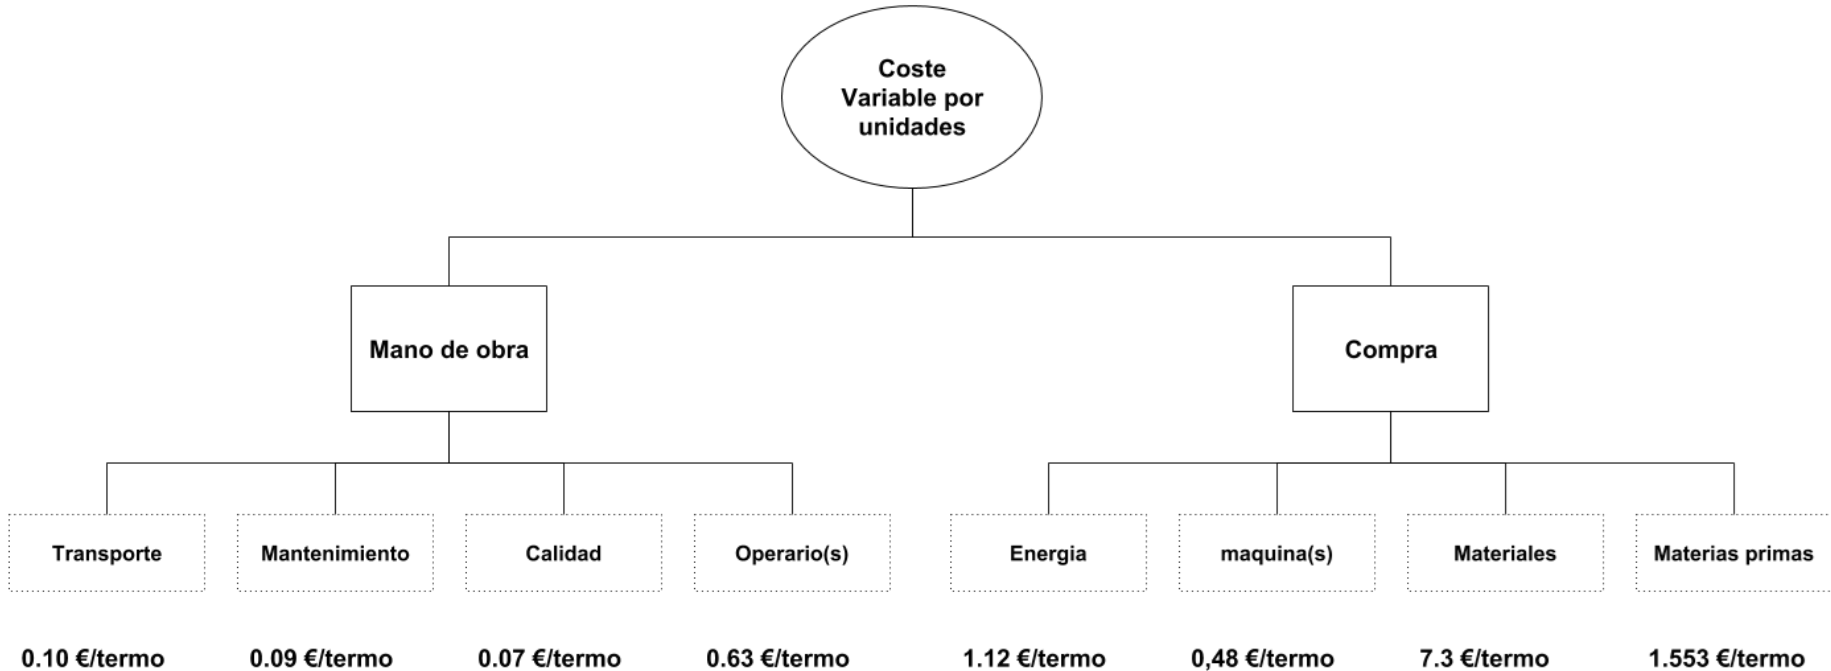 Coste
Variable por
unidades
Mano de obra
Compra
Transporte
Mantenimiento
Calidad
Operario(s)
Energia
maquina(s)
Materiales
Materias primas
0.10 €/termo
0.09 €/termo
0.07 €/termo
0.63 €/termo
1.12 €/termo
0,48 €/termo
7.3 €/termo
1.553 €/termo